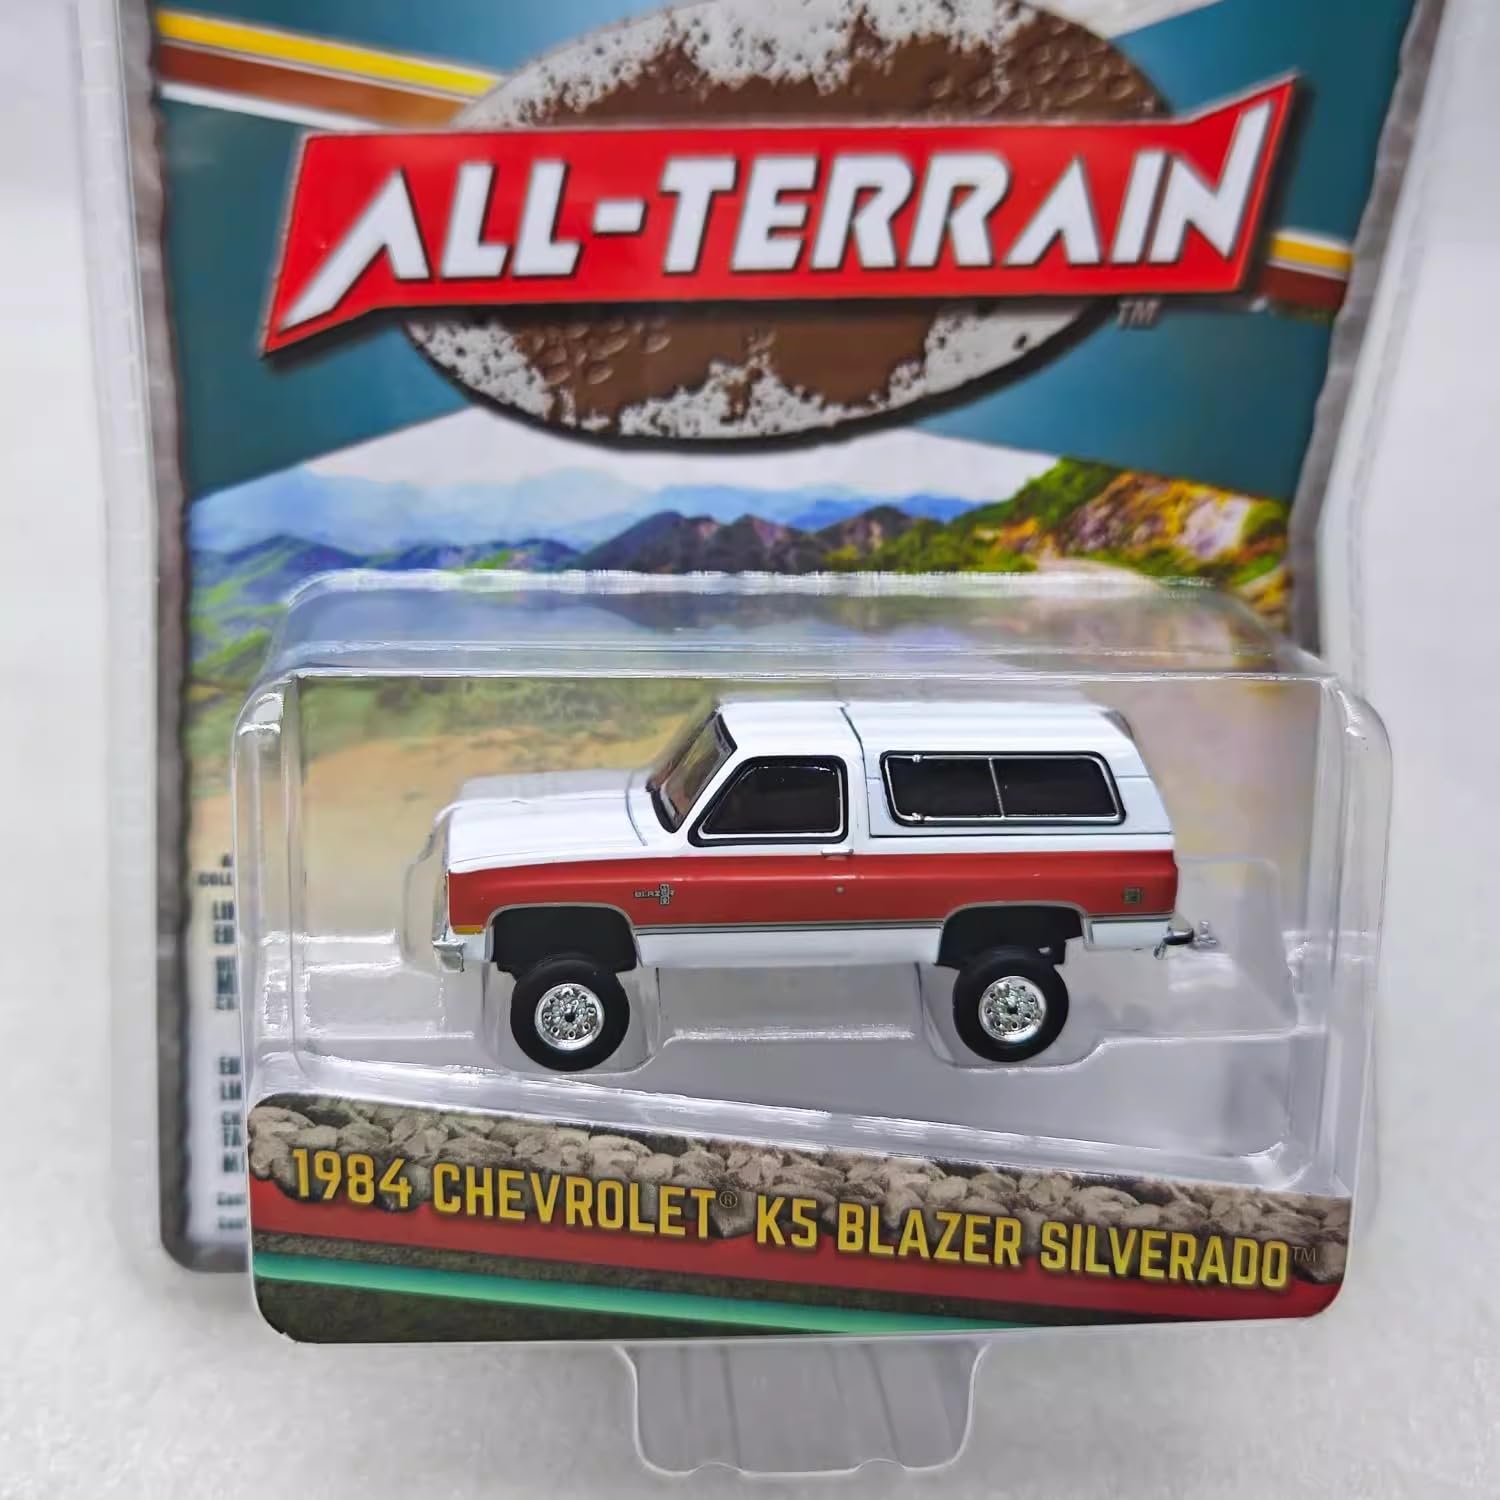 ALL-TERRAIN
TM
BLAZER
1984 CHEVROLET® K5 BLAZER SILVERADO™